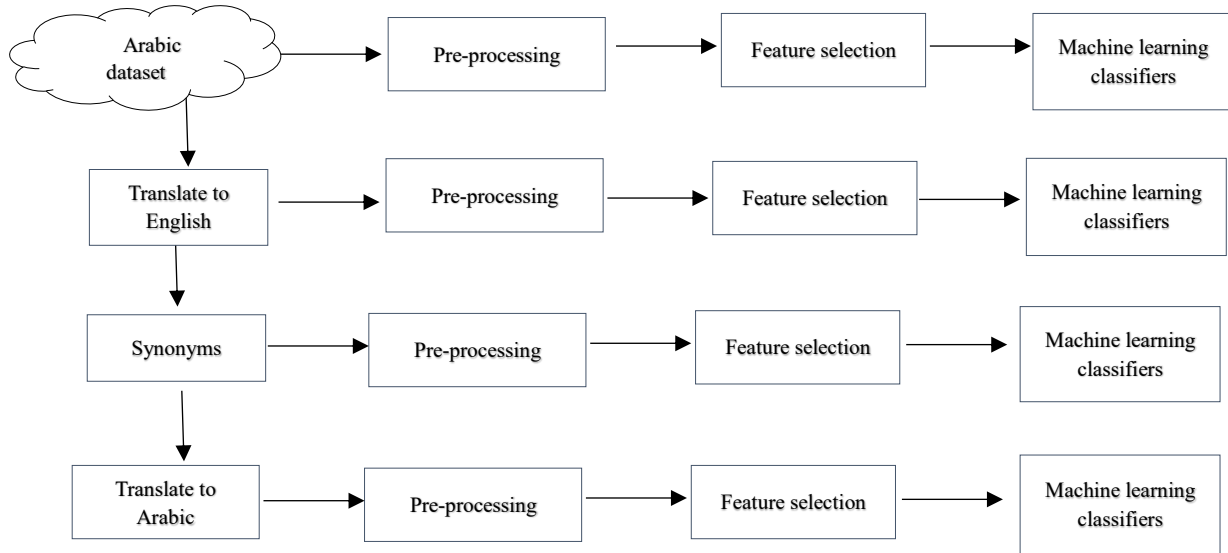 Arabic
dataset
Pre-processing
Feature selection
Machine learning
classifiers
Translate to
English
Pre-processing
Feature selection
Machine learning
classifiers
Synonyms
Pre-processing
Feature selection
Machine learning
classifiers
Translate to
Arabic
Pre-processing
Feature selection
Machine learning
classifiers